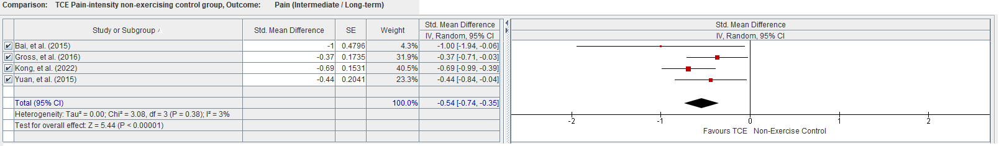 Comparison: TCE Pain-intensity non-exercising control group, Outcome: Pain (Intermediate / Long-term)
Std. Mean Difference Std. Mean Difference
Study or Subgroup Std. Mean Difference SE Weight IV, Random, 95% CI IV, Random, 95% CI
Bai, et al. (2015) -1 0.4796 4.3% -1.00 [-1.94, -0.06]
Gross, et al. (2016) -0.37 0.1735 31.9% -0.37 [-0.71, -0.03]
Kong, et al. (2022) -0.69 0.1531 40.5% -0.69 [-0.99, -0.39]
Yuan, et al. (2015) -0.44 0.2041 23.3% -0.44 [-0.84, -0.04]
Total (95% CI) 100.0% -0.54 [-0.74, -0.35]
Heterogeneity: Tau² = 0.00; Chi² = 3.08, df = 3 (P = 0.38); I² = 3%
Test for overall effect: Z = 5.44 (P < 0.00001)
-2 -1 0 1 2
Favours TCE Non-Exercise Control